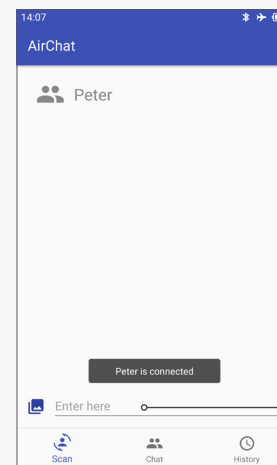 14:07
AirChat
Peter
Peter is connected
Enter here
Scan
Chat
History